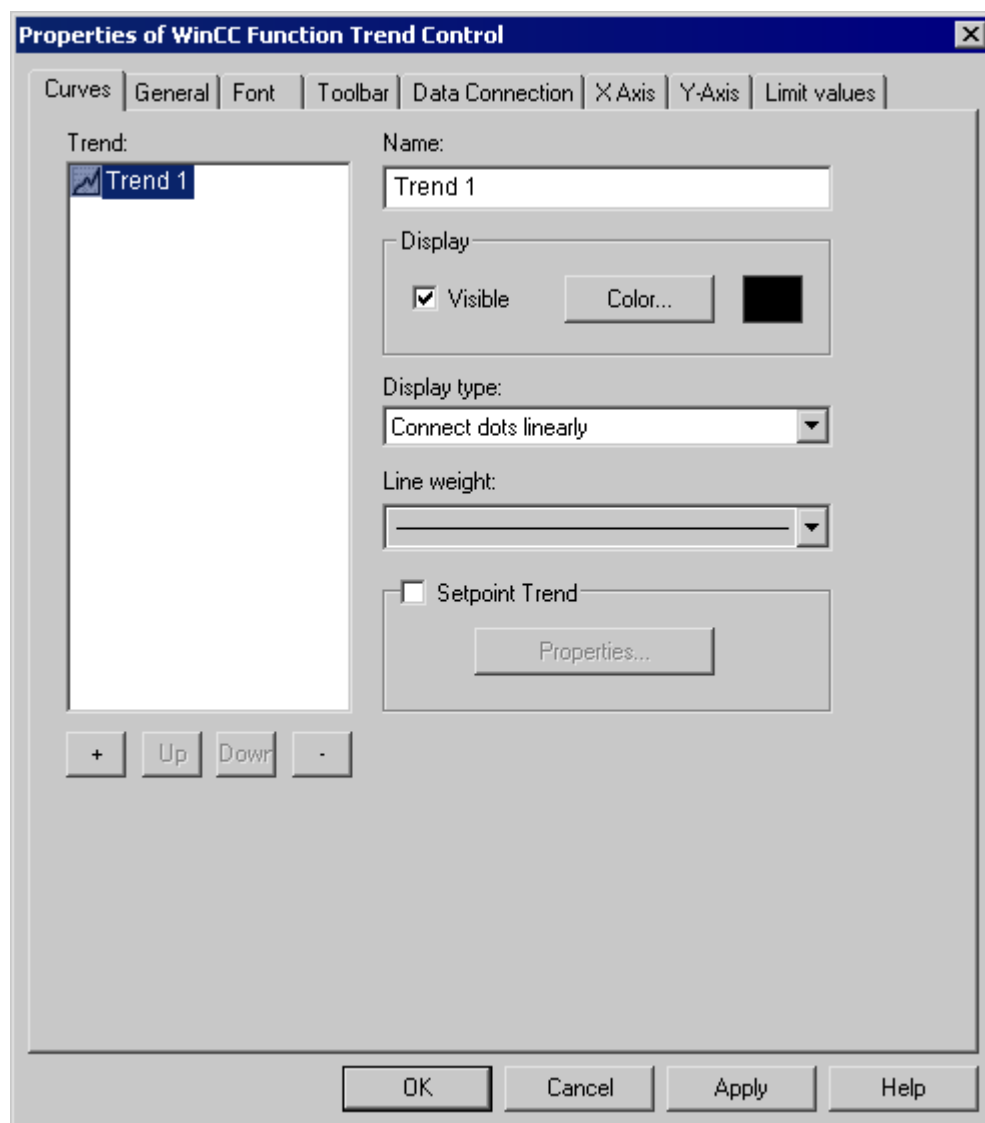 Properties of WinCC Function Trend Control
Curves General Font Toolbar Data Connection X Axis Y-Axis Limit values
Trend:
Trend 1
Name:
Trend 1
Display
Visible
Color...
Display type:
Connect dots linearly
Line weight:
Setpoint Trend
Properties...
+ Up Down -
OK Cancel Apply Help